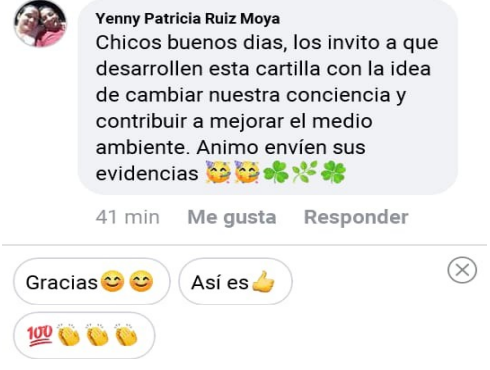 Yenny Patricia Ruiz Moya
Chicos buenos dias, los invito a que
desarrollen esta cartilla con la idea
de cambiar nuestra conciencia y
contribuir a mejorar el medio
ambiente. Animo envíen sus
evidencias 🥳🥳☘️🌿🍀
41 min Me gusta Responder
Gracias😊😊 Así es👍
💯👏👏👏